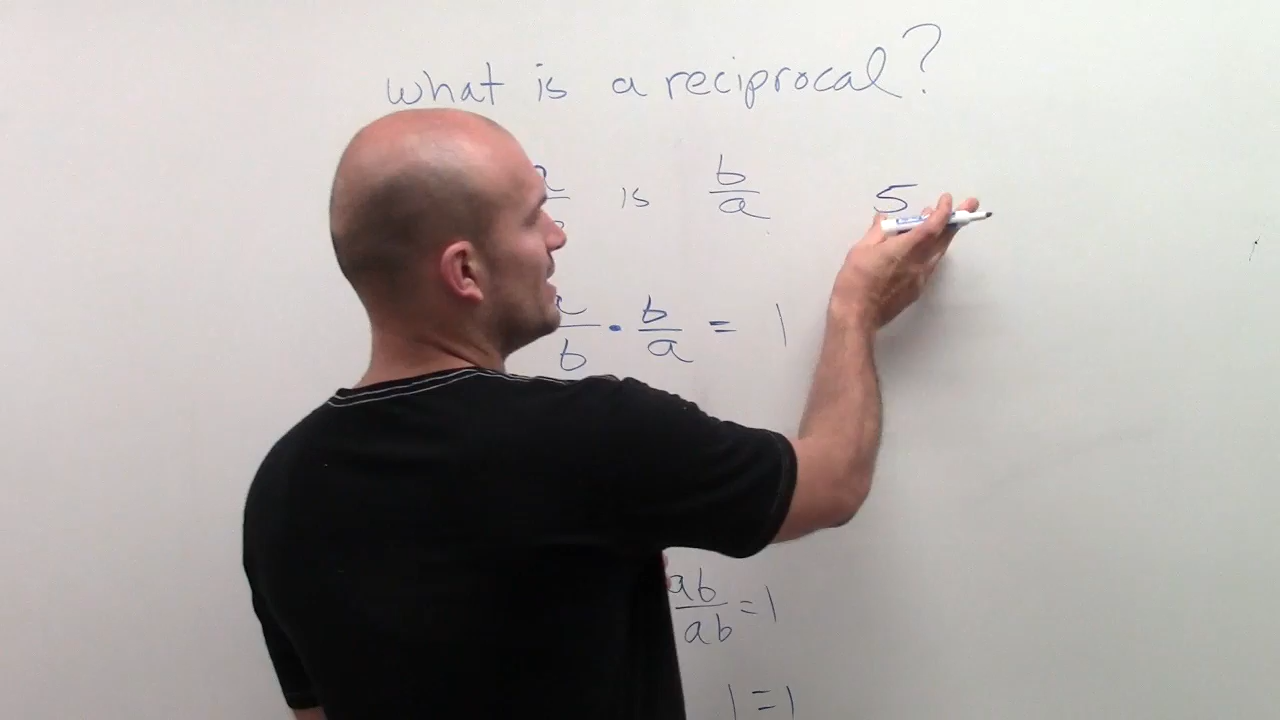 what is a reciprocal?
is b/a 5
b · b/a = 1
ab/ab = 1
1 = 1